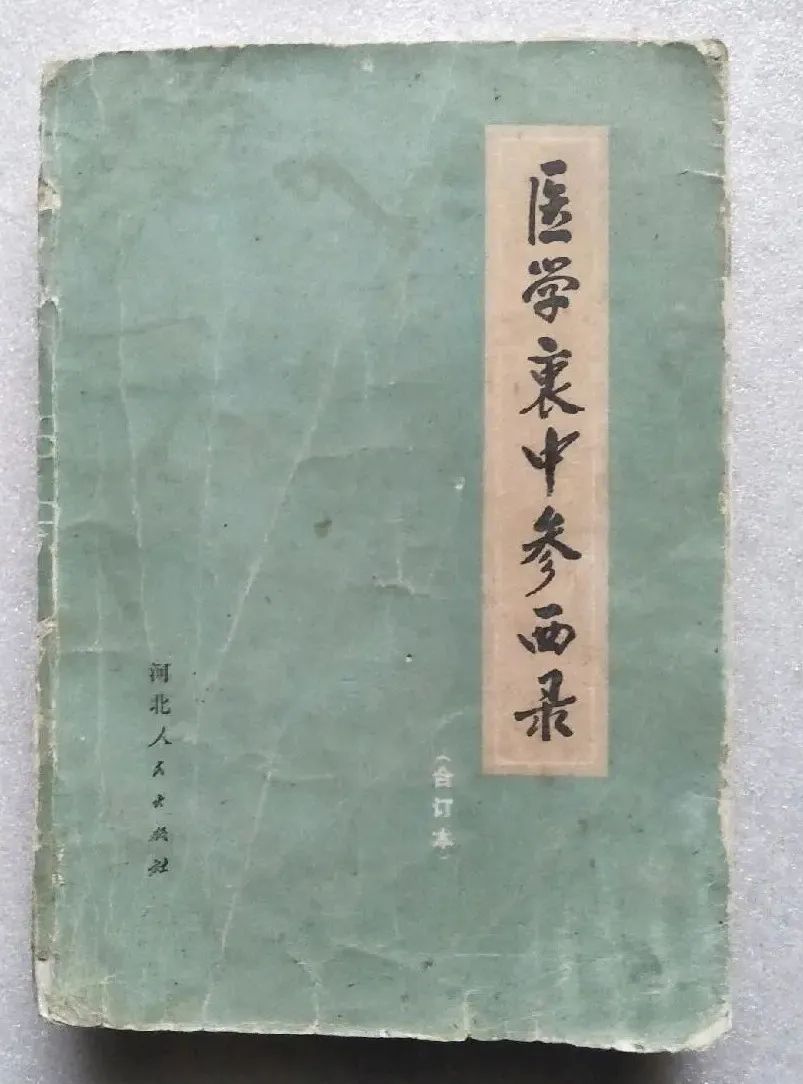 医学衷中参西录
（合订本）
河北人民出版社